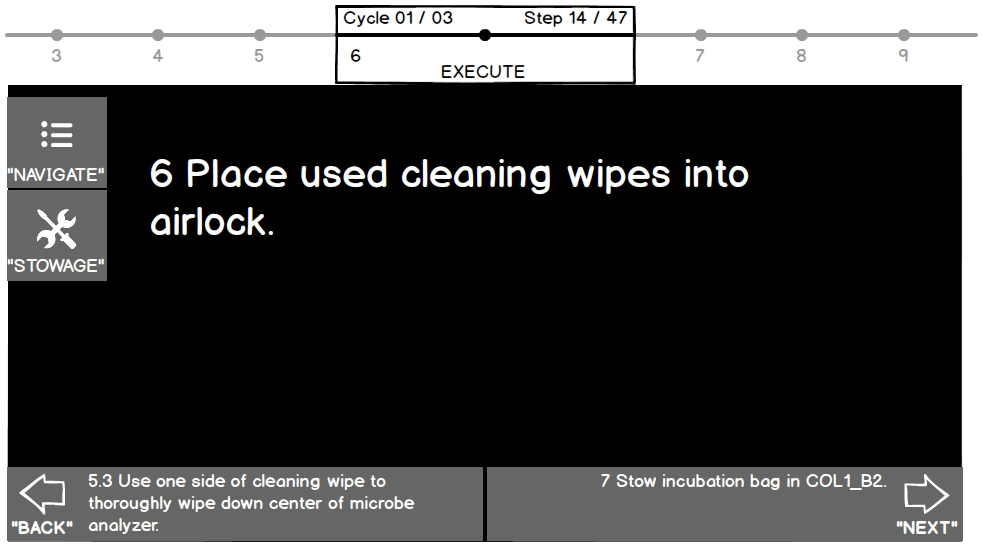 Cycle 01 / 03 Step 14 / 47
3 4 5 6 7 8 9
EXECUTE
"NAVIGATE"
"STOWAGE"
6 Place used cleaning wipes into
airlock.
5.3 Use one side of cleaning wipe to
thoroughly wipe down center of microbe
analyzer.
"BACK"
7 Stow incubation bag in COL1_B2.
"NEXT"